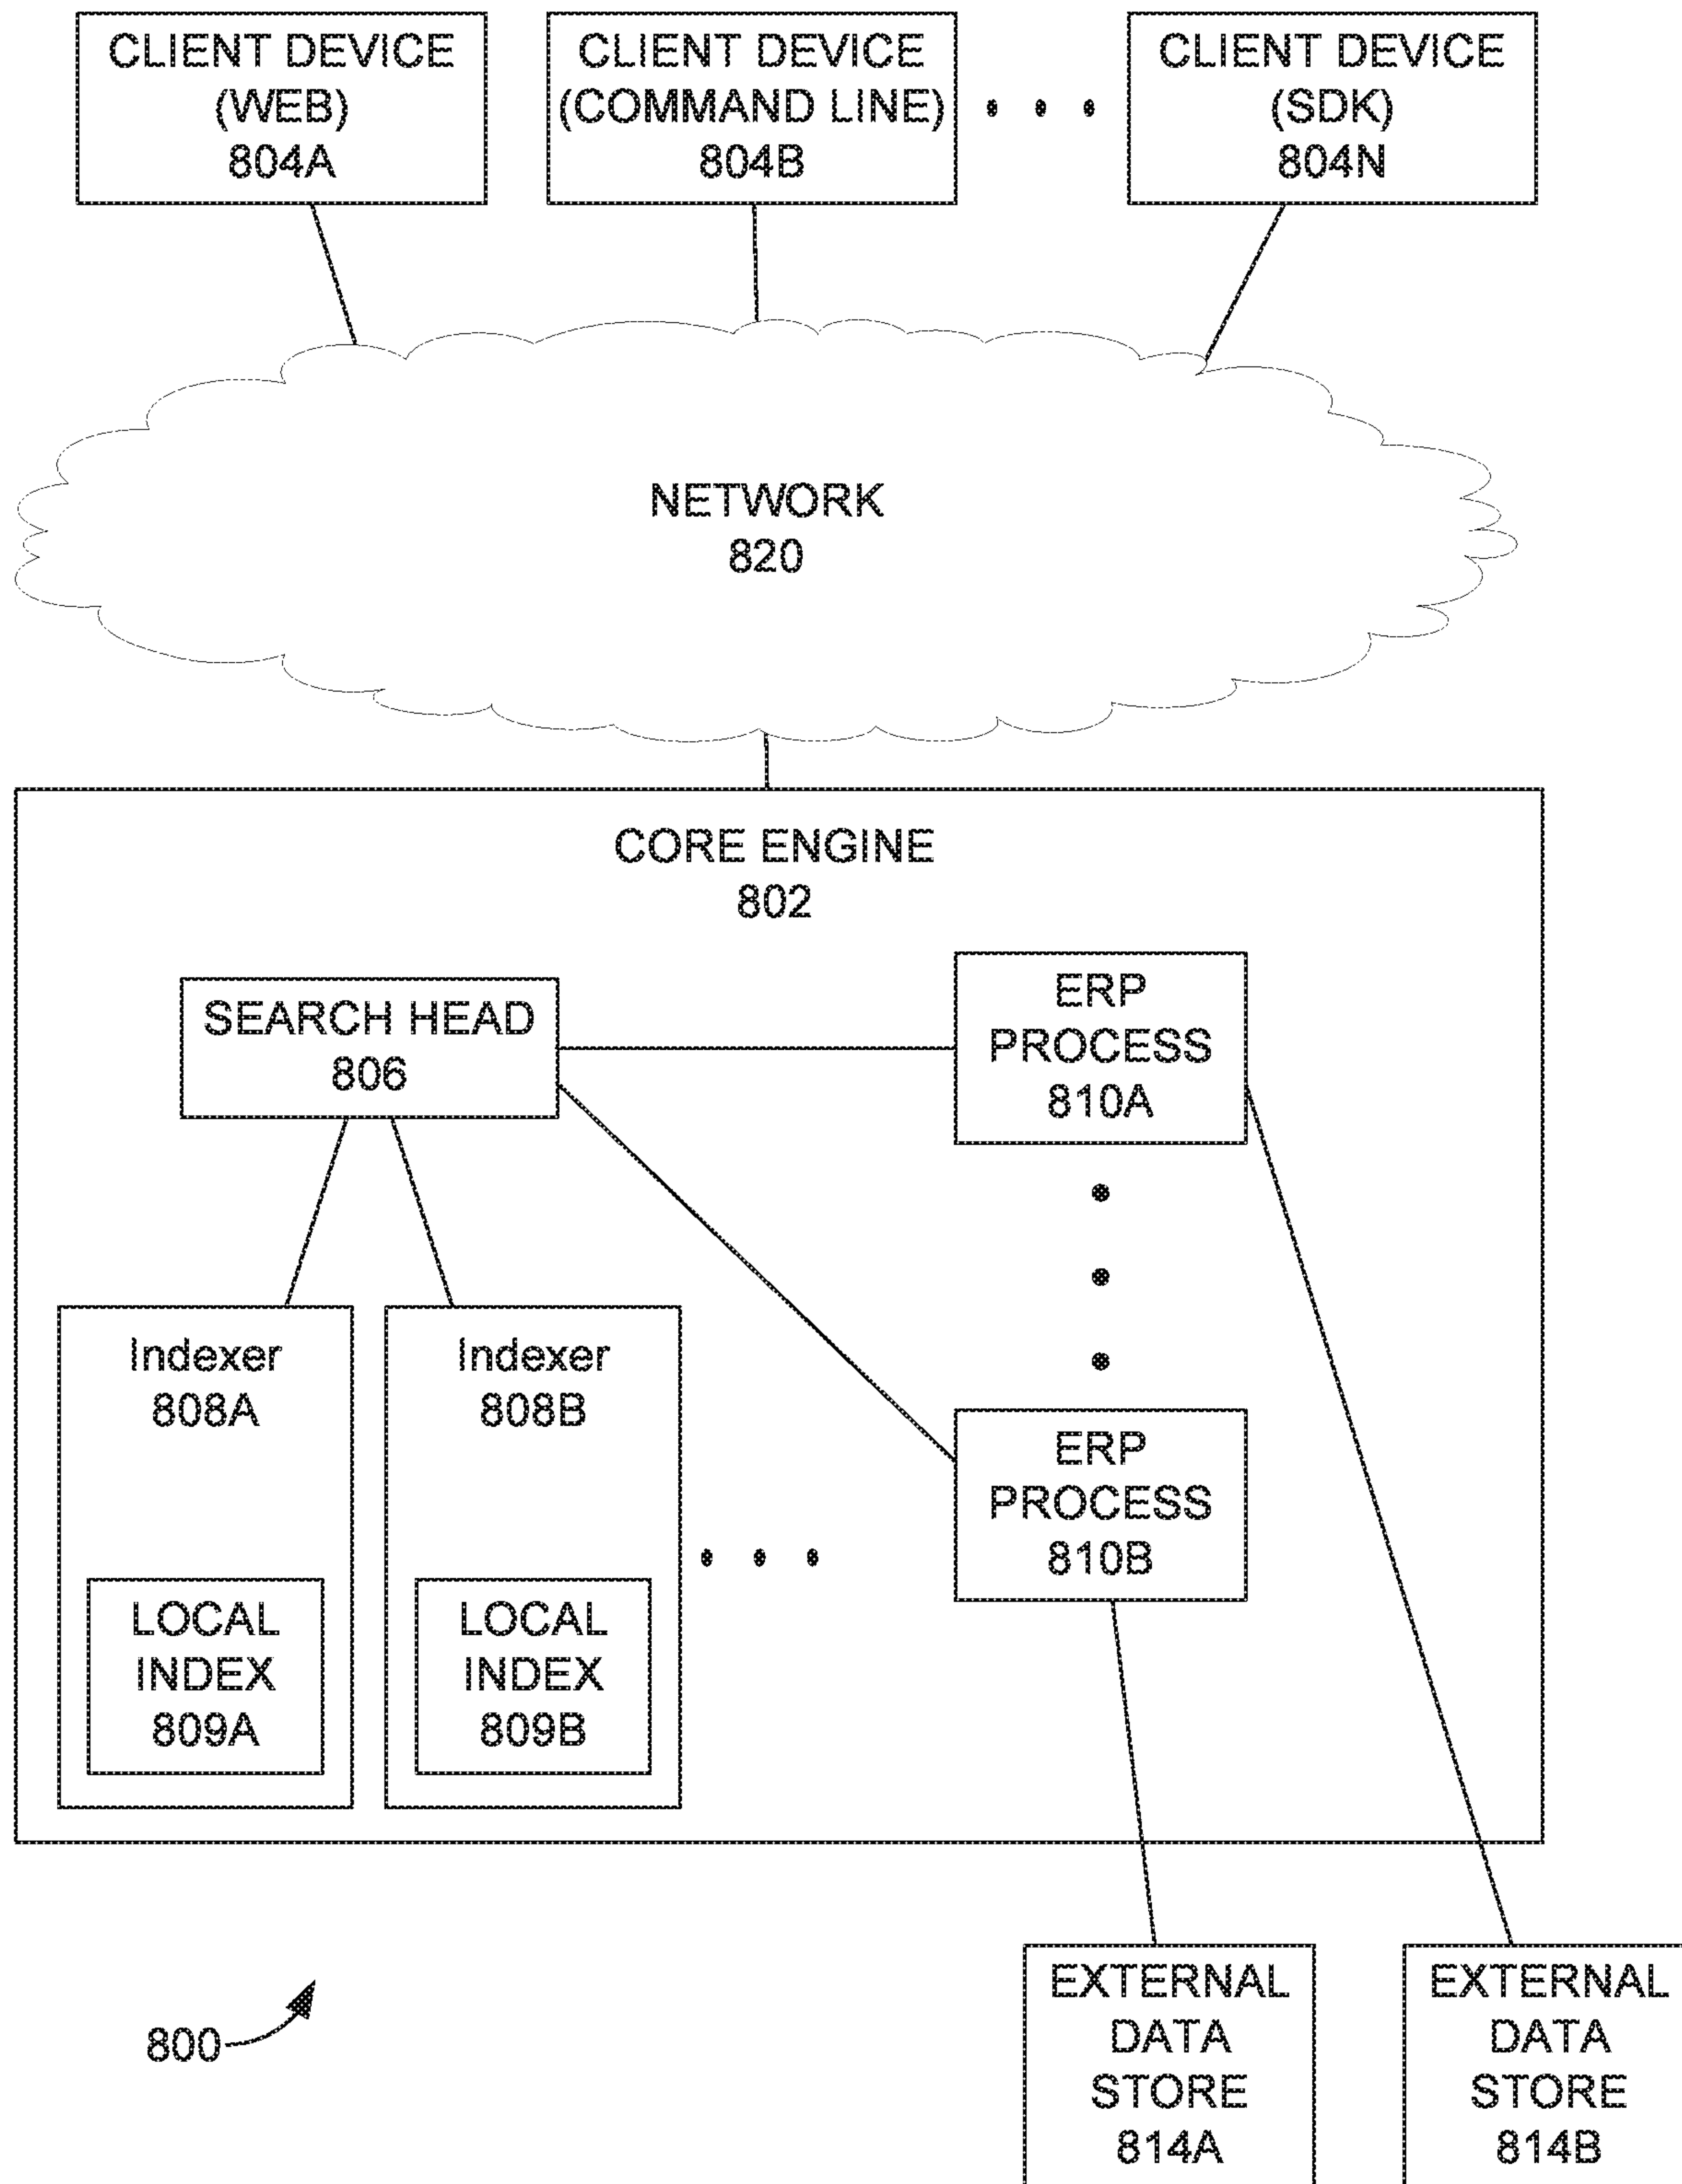 CLIENT DEVICE
(WEB)
804A
CLIENT DEVICE
(COMMAND LINE)
804B
CLIENT DEVICE
(SDK)
804N
NETWORK
820
CORE ENGINE
802
SEARCH HEAD
806
ERP
PROCESS
810A
Indexer
808A
Indexer
808B
ERP
PROCESS
810B
LOCAL
INDEX
809A
LOCAL
INDEX
809B
800
EXTERNAL
DATA
STORE
814A
EXTERNAL
DATA
STORE
814B